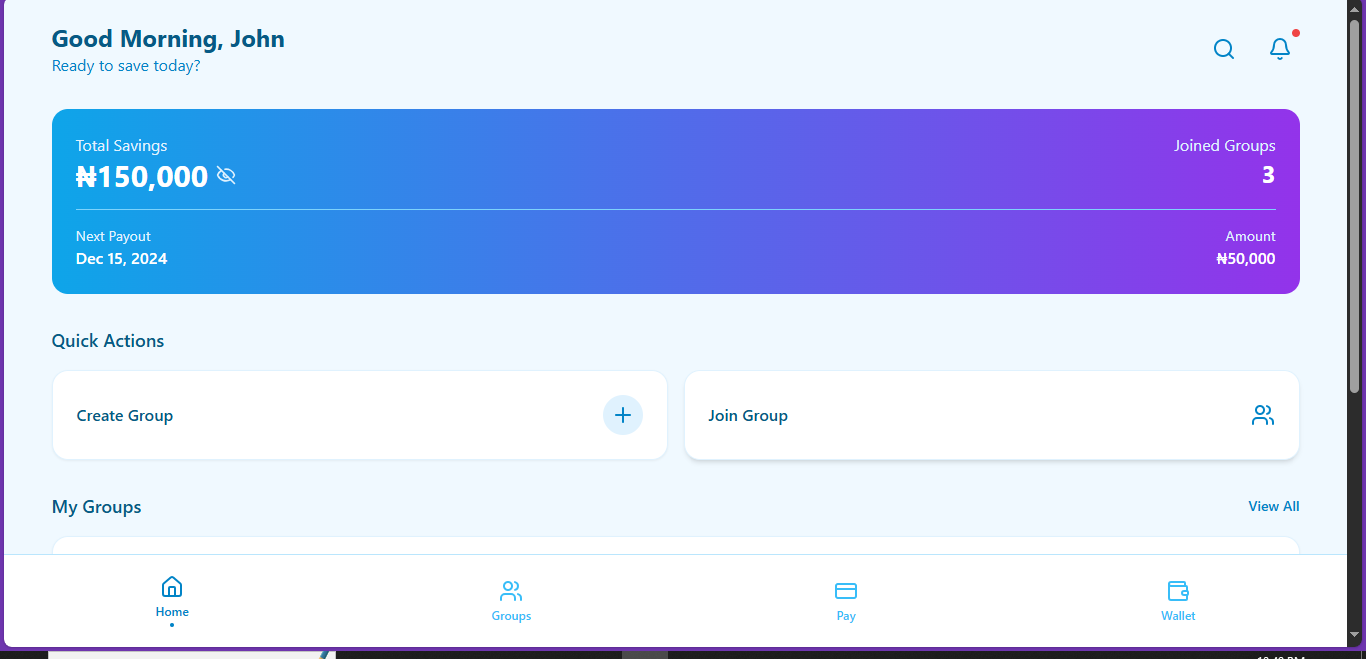 Good Morning, John
Ready to save today?
Total Savings
₦150,000
Joined Groups
3
Next Payout
Dec 15, 2024
Amount
₦50,000
Quick Actions
Create Group
Join Group
My Groups
View All
Home
Groups
Pay
Wallet